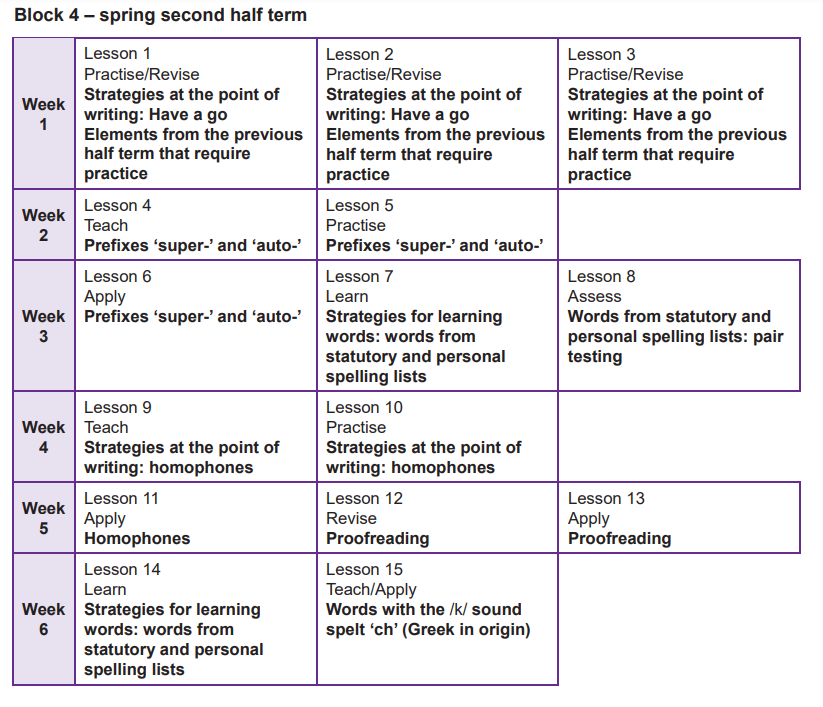 Block 4 – spring second half term
Week
1
Lesson 1
Practise/Revise
Strategies at the point of
writing: Have a go
Elements from the previous
half term that require
practice
Lesson 2
Practise/Revise
Strategies at the point of
writing: Have a go
Elements from the previous
half term that require
practice
Lesson 3
Practise/Revise
Strategies at the point of
writing: Have a go
Elements from the previous
half term that require
practice
Week
2
Lesson 4
Teach
Prefixes ‘super-’ and ‘auto-’
Lesson 5
Practise
Prefixes ‘super-’ and ‘auto-’
Week
3
Lesson 6
Apply
Prefixes ‘super-’ and ‘auto-’
Lesson 7
Learn
Strategies for learning
words: words from
statutory and personal
spelling lists
Lesson 8
Assess
Words from statutory and
personal spelling lists: pair
testing
Week
4
Lesson 9
Teach
Strategies at the point of
writing: homophones
Lesson 10
Practise
Strategies at the point of
writing: homophones
Week
5
Lesson 11
Apply
Homophones
Lesson 12
Revise
Proofreading
Lesson 13
Apply
Proofreading
Week
6
Lesson 14
Learn
Strategies for learning
words: words from
statutory and personal
spelling lists
Lesson 15
Teach/Apply
Words with the /k/ sound
spelt ‘ch’ (Greek in origin)